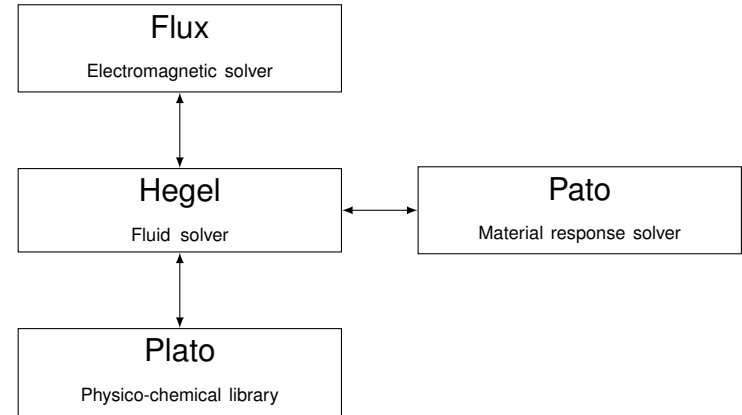 Flux
Electromagnetic solver
Hegel
Fluid solver
Pato
Material response solver
Plato
Physico-chemical library